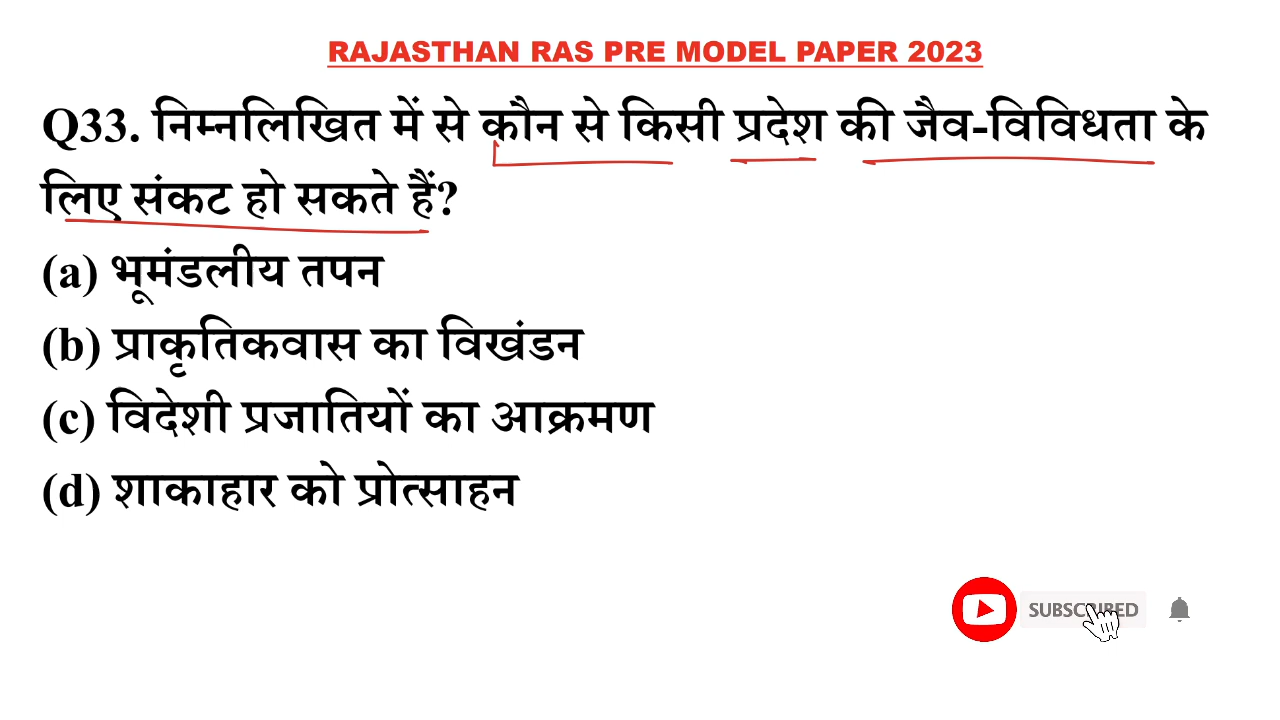 RAJASTHAN RAS PRE MODEL PAPER 2023
Q33. निम्नलिखित में से कौन से किसी प्रदेश की जैव-विविधता के
लिए संकट हो सकते हैं?
(a) भूमंडलीय तपन
(b) प्राकृतिकवास का विखंडन
(c) विदेशी प्रजातियों का आक्रमण
(d) शाकाहार को प्रोत्साहन
SUBSCRIBED